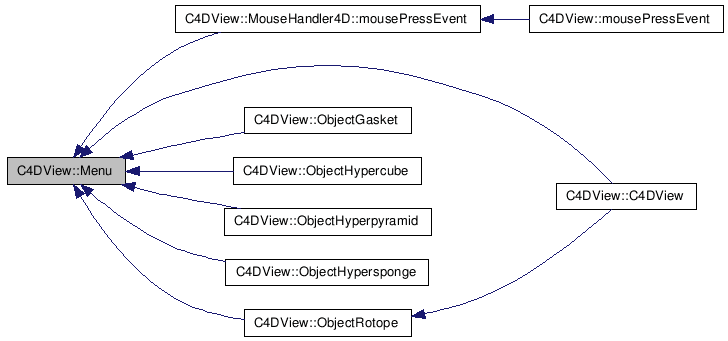 C4DView::MouseHandler4D::mousePressEvent
C4DView::mousePressEvent
C4DView::ObjectGasket
C4DView::Menu
C4DView::ObjectHypercube
C4DView::C4DView
C4DView::ObjectHyperpyramid
C4DView::ObjectHypersponge
C4DView::ObjectRotope